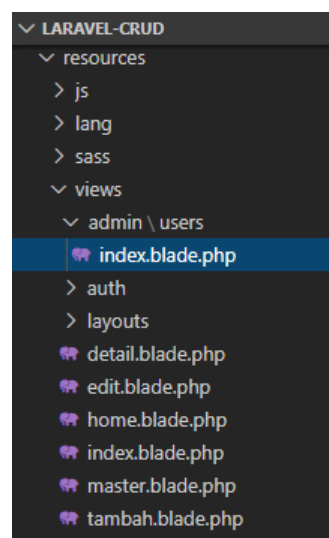 LARAVEL-CRUD
resources
js
lang
sass
views
admin \ users
index.blade.php
auth
layouts
detail.blade.php
edit.blade.php
home.blade.php
index.blade.php
master.blade.php
tambah.blade.php